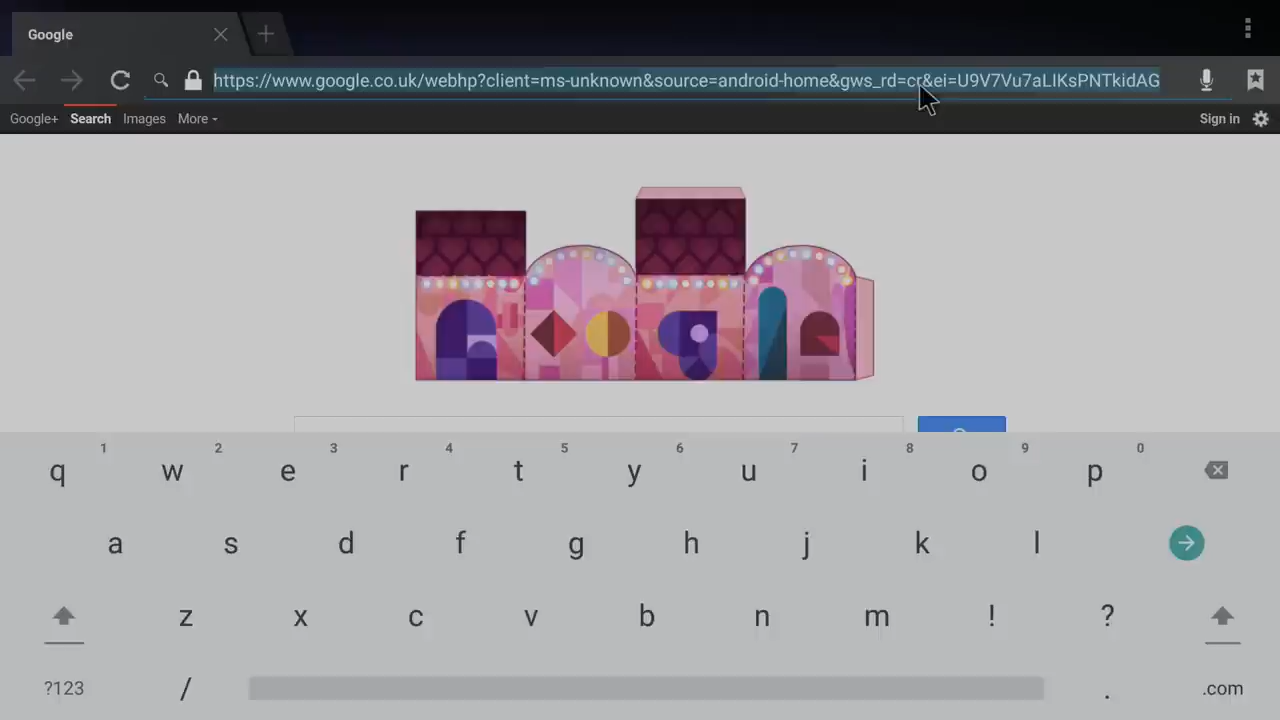 Google
https://www.google.co.uk/webhp?client=ms-unknown&source=android-home&gws_rd=cr&ei=U9V7Vu7aLIKsPNTkidAG
Google+ Search Images More Sign in
1 2 3 4 5 6 7 8 9 0
q w e r t y u i o p
a s d f g h j k l
z x c v b n m ! ?
?123 / . .com